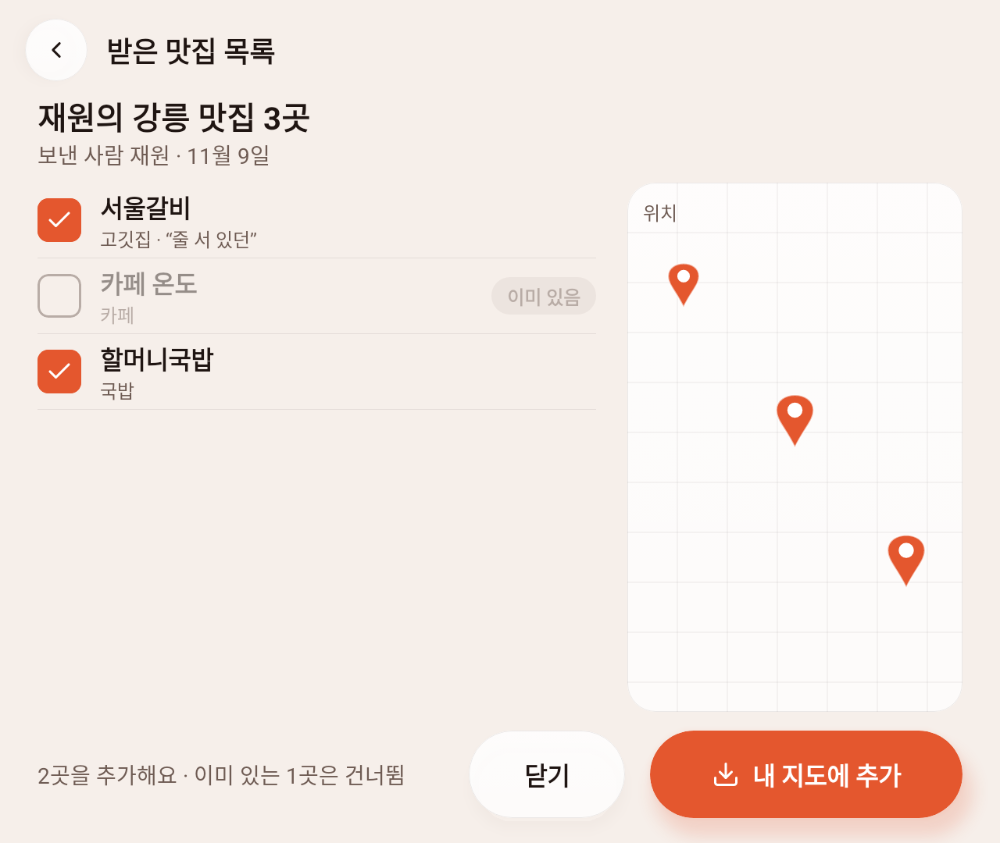 받은 맛집 목록
재원의 강릉 맛집 3곳
보낸 사람 재원 · 11월 9일
서울갈비
고깃집 · “줄 서 있던”
카페 온도
카페
이미 있음
할머니국밥
국밥
위치
2곳을 추가해요 · 이미 있는 1곳은 건너뜀
닫기
내 지도에 추가